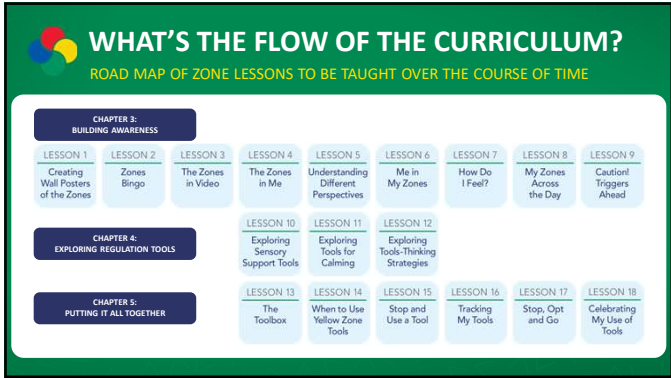 WHAT'S THE FLOW OF THE CURRICULUM?
ROAD MAP OF ZONE LESSONS TO BE TAUGHT OVER THE COURSE OF TIME
CHAPTER 3:
BUILDING AWARENESS
LESSON 1
Creating
Wall Posters
of the Zones
LESSON 2
Zones
Bingo
LESSON 3
The Zones
in Video
LESSON 4
The Zones
in Me
LESSON 5
Understanding
Different
Perspectives
LESSON 6
Me in
My Zones
LESSON 7
How Do
I Feel?
LESSON 8
My Zones
Across
the Day
LESSON 9
Caution!
Triggers
Ahead
CHAPTER 4:
EXPLORING REGULATION TOOLS
LESSON 10
Exploring
Sensory
Support Tools
LESSON 11
Exploring
Tools for
Calming
LESSON 12
Exploring
Tools-Thinking
Strategies
CHAPTER 5:
PUTTING IT ALL TOGETHER
LESSON 13
The
Toolbox
LESSON 14
When to Use
Yellow Zone
Tools
LESSON 15
Stop and
Use a Tool
LESSON 16
Tracking
My Tools
LESSON 17
Stop, Opt
and Go
LESSON 18
Celebrating
My Use of
Tools